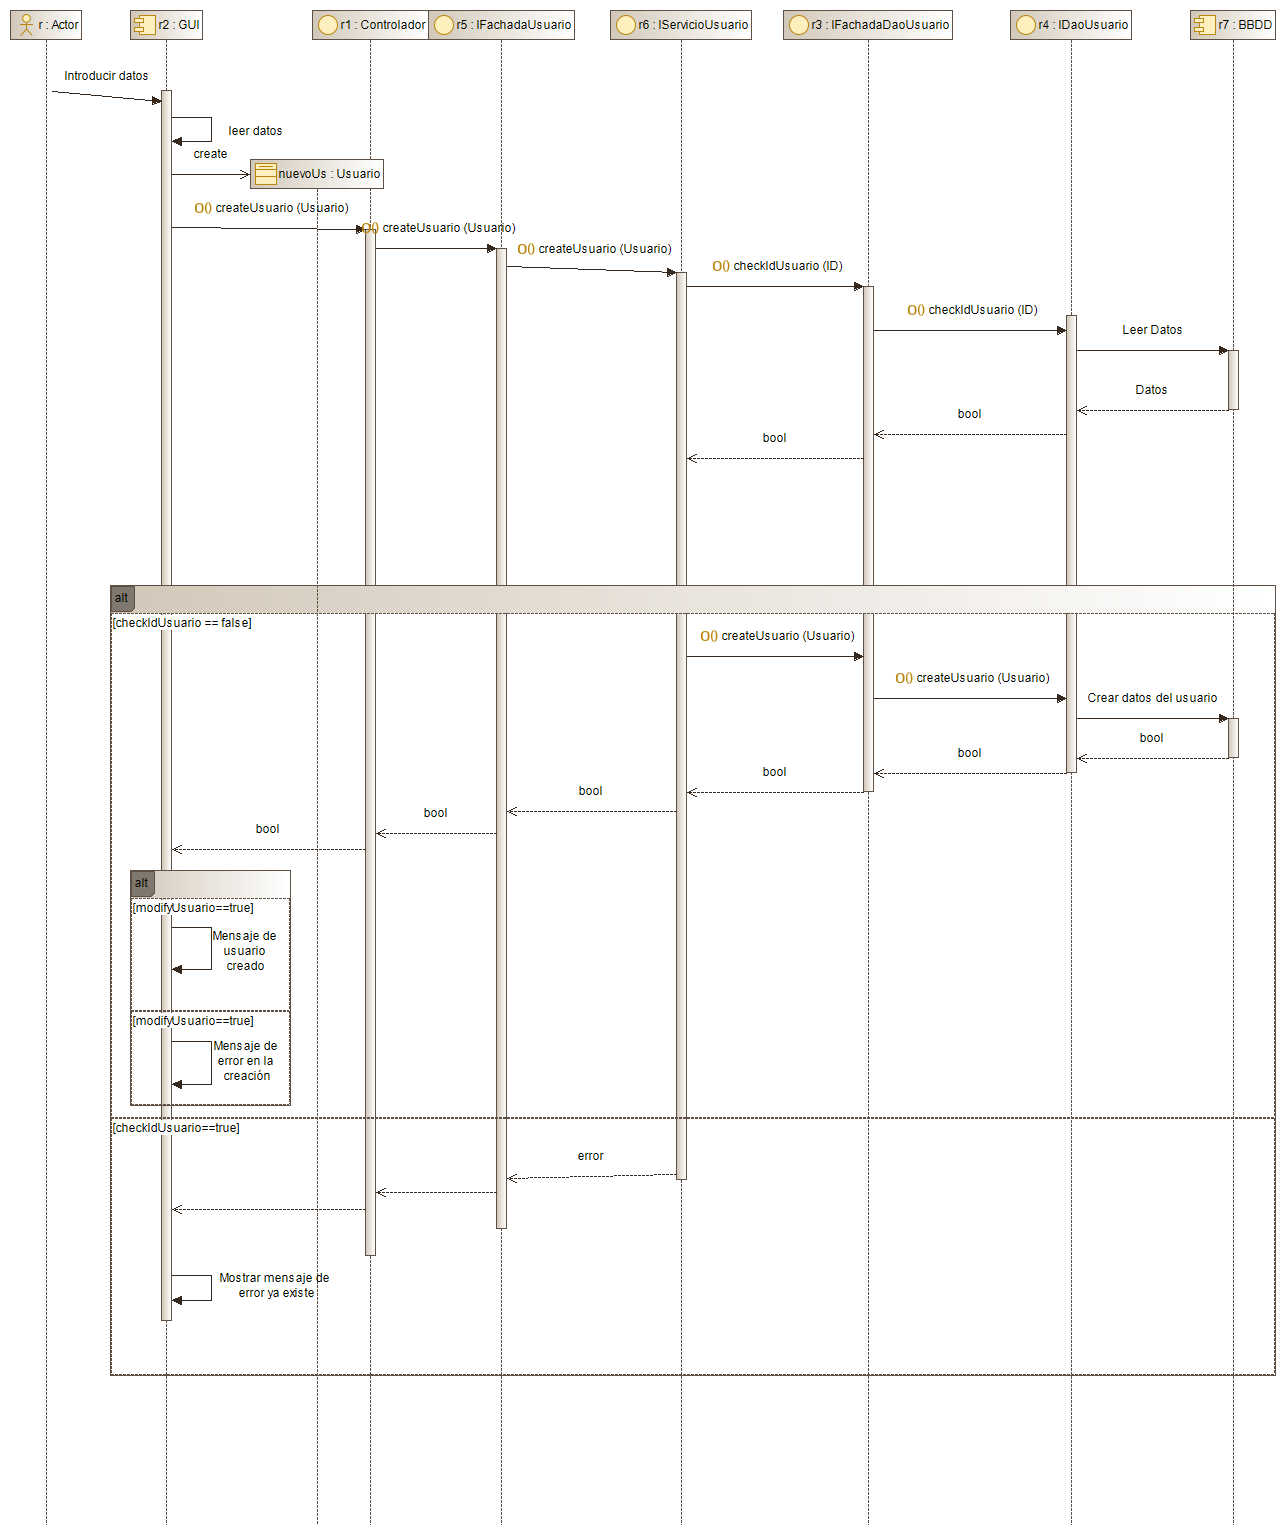 r : Actor
r2 : GUI
r1 : Controlador
r5 : IFachadaUsuario
r6 : IServicioUsuario
r3 : IFachadaDaoUsuario
r4 : IDaoUsuario
r7 : BBDD
Introducir datos
leer datos
create
nuevoUs : Usuario
O() createUsuario (Usuario)
O() createUsuario (Usuario)
O() createUsuario (Usuario)
O() checkIdUsuario (ID)
O() checkIdUsuario (ID)
Leer Datos
Datos
bool
bool
alt
[checkIdUsuario == false]
O() createUsuario (Usuario)
O() createUsuario (Usuario)
Crear datos del usuario
bool
bool
bool
bool
bool
bool
alt
[modifyUsuario==true]
Mensaje de
usuario
creado
[modifyUsuario==true]
Mensaje de
error en la
creación
[checkIdUsuario==true]
error
Mostrar mensaje de
error ya existe